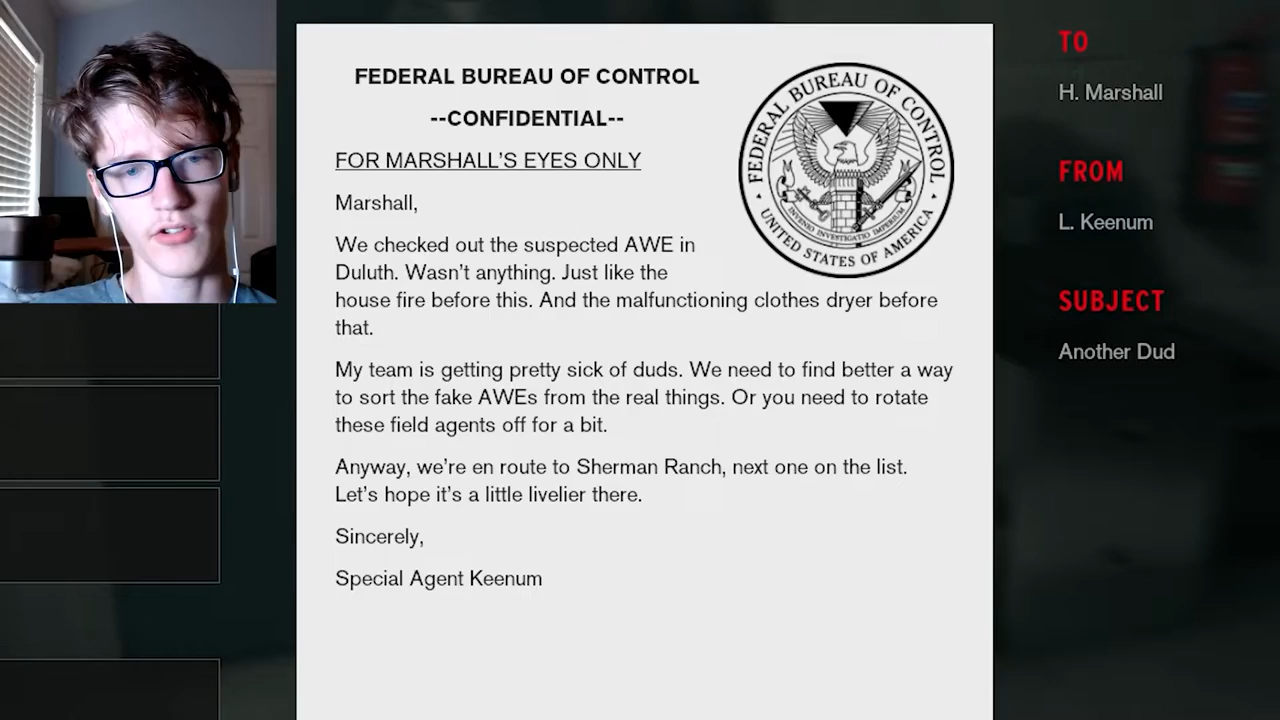 FEDERAL BUREAU OF CONTROL
--CONFIDENTIAL--
FOR MARSHALL'S EYES ONLY
Marshall,
We checked out the suspected AWE in
Duluth. Wasn't anything. Just like the
house fire before this. And the malfunctioning clothes dryer before
that.
My team is getting pretty sick of duds. We need to find better a way
to sort the fake AWEs from the real things. Or you need to rotate
these field agents off for a bit.
Anyway, we're en route to Sherman Ranch, next one on the list.
Let's hope it's a little livelier there.
Sincerely,
Special Agent Keenum
FEDERAL BUREAU OF CONTROL
INVENIO INVESTIGATIO IMPERIUM
UNITED STATES OF AMERICA
TO
H. Marshall
FROM
L. Keenum
SUBJECT
Another Dud